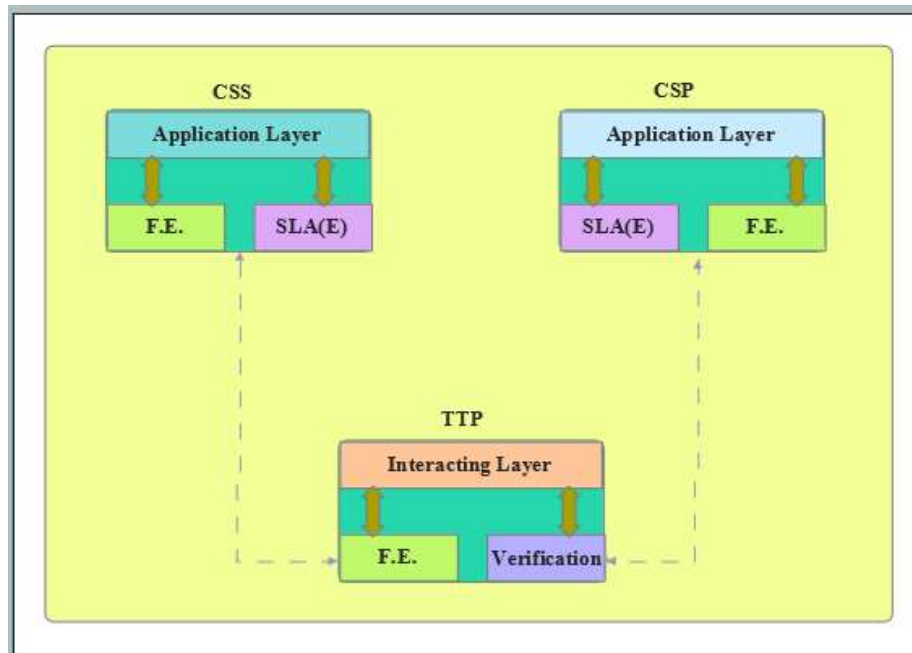 CSS
Application Layer
F.E.
SLA(E)
CSP
Application Layer
SLA(E)
F.E.
TTP
Interacting Layer
F.E.
Verification